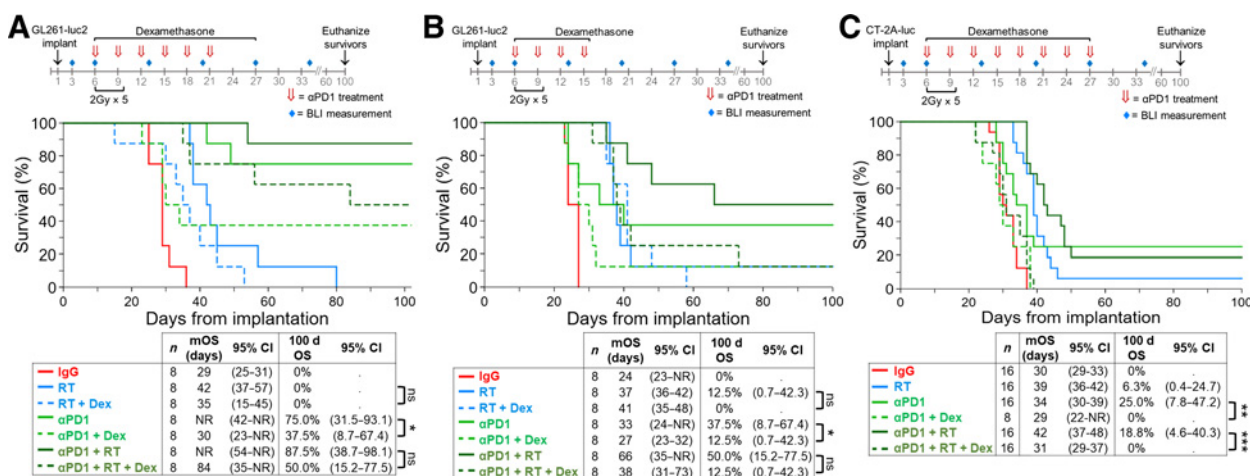 A
GL261-luc2 implant
Dexamethasone
Euthanize survivors
1 3 6 9 12 15 18 21 24 27 30 33 100
2Gy × 5
= αPD1 treatment
= BLI measurement
Survival (%)
100
80
60
40
20
0
0 20 40 60 80 100
Days from implantation
n mOS (days) 95% CI 100 d OS 95% CI
IgG 8 29 (25–31) 0% .
RT 8 42 (37–57) 0% .
RT + Dex 8 35 (15–45) 0% .
αPD1 8 NR (42–NR) 75.0% (31.5–93.1)
αPD1 + Dex 8 30 (23–NR) 37.5% (8.7–67.4)
αPD1 + RT 8 NR (54–NR) 87.5% (38.7–98.1)
αPD1 + RT + Dex 8 84 (35–NR) 50.0% (15.2–77.5)
ns
*
ns
B
GL261-luc2 implant
Dexamethasone
Euthanize survivors
1 3 6 9 12 15 18 21 24 27 30 33 100
2Gy × 5
= αPD1 treatment
= BLI measurement
Survival (%)
100
80
60
40
20
0
0 20 40 60 80 100
Days from implantation
n mOS (days) 95% CI 100 d OS 95% CI
IgG 8 24 (23–NR) 0% .
RT 8 37 (36–42) 12.5% (0.7–42.3)
RT + Dex 8 41 (35–48) 0% .
αPD1 8 33 (24–NR) 37.5% (8.7–67.4)
αPD1 + Dex 8 27 (23–32) 12.5% (0.7–42.3)
αPD1 + RT 8 66 (35–NR) 50.0% (15.2–77.5)
αPD1 + RT + Dex 8 38 (31–73) 12.5% (0.7–42.3)
ns
*
ns
C
CT-2A-luc implant
Dexamethasone
Euthanize survivors
1 3 6 9 12 15 18 21 24 27 30 33 100
2Gy × 5
= αPD1 treatment
= BLI measurement
Survival (%)
100
80
60
40
20
0
0 20 40 60 80 100
Days from implantation
n mOS (days) 95% CI 100 d OS 95% CI
IgG 16 30 (29–33) 0% .
RT 16 39 (36–42) 6.3% (0.4–24.7)
αPD1 16 34 (30–39) 25.0% (7.8–47.2)
αPD1 + Dex 8 29 (22–NR) 0% .
αPD1 + RT 16 42 (37–48) 18.8% (4.6–40.3)
αPD1 + RT + Dex 16 31 (29–37) 0% .
**
***